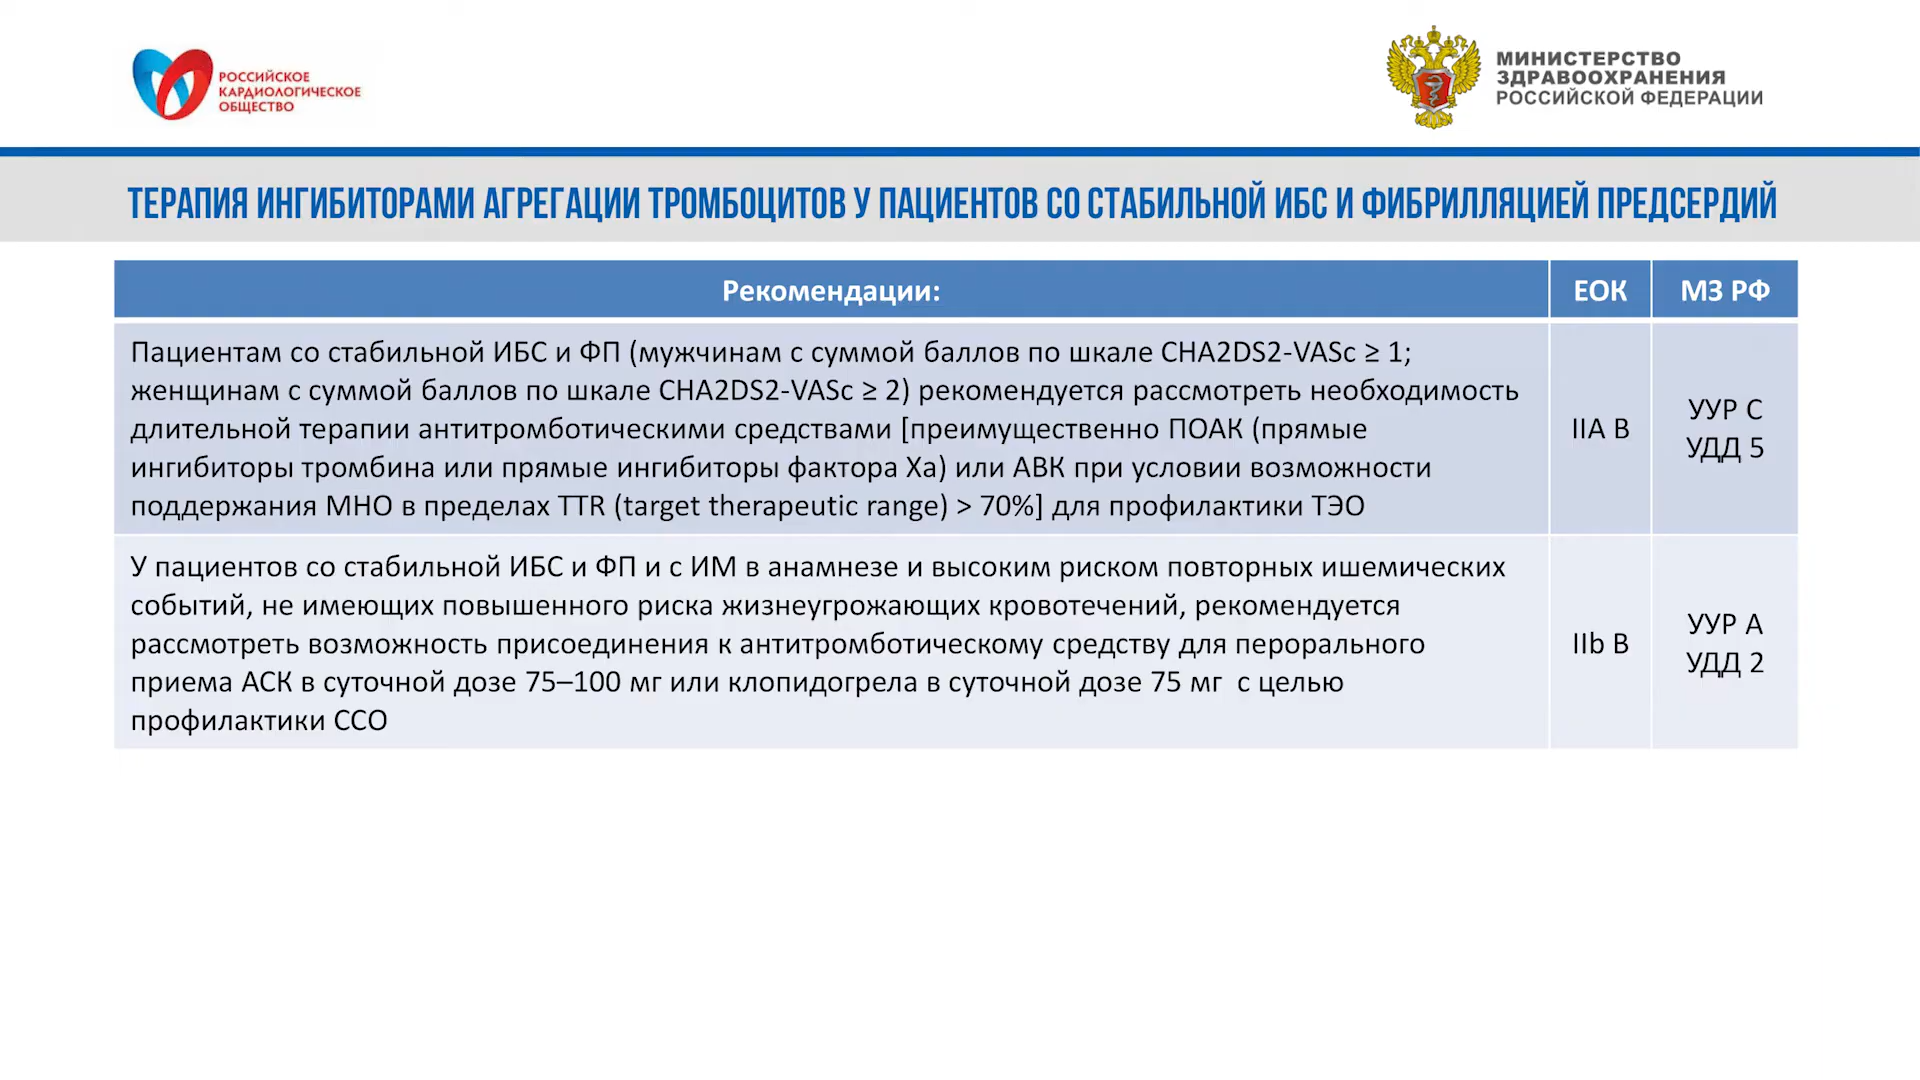 РОССИЙСКОЕ
КАРДИОЛОГИЧЕСКОЕ
ОБЩЕСТВО
МИНИСТЕРСТВО
ЗДРАВООХРАНЕНИЯ
РОССИЙСКОЙ ФЕДЕРАЦИИ
ТЕРАПИЯ ИНГИБИТОРАМИ АГРЕГАЦИИ ТРОМБОЦИТОВ У ПАЦИЕНТОВ СО СТАБИЛЬНОЙ ИБС И ФИБРИЛЛЯЦИЕЙ ПРЕДСЕРДИЙ
Рекомендации: ЕОК МЗ РФ
Пациентам со стабильной ИБС и ФП (мужчинам с суммой баллов по шкале CHA2DS2-VASc ≥ 1;
женщинам с суммой баллов по шкале CHA2DS2-VASc ≥ 2) рекомендуется рассмотреть необходимость
длительной терапии антитромботическими средствами [преимущественно ПОАК (прямые
ингибиторы тромбина или прямые ингибиторы фактора Ха) или АВК при условии возможности
поддержания МНО в пределах TTR (target therapeutic range) > 70%] для профилактики ТЭО
IIA B
УУР С
УДД 5
У пациентов со стабильной ИБС и ФП и с ИМ в анамнезе и высоким риском повторных ишемических
событий, не имеющих повышенного риска жизнеугрожающих кровотечений, рекомендуется
рассмотреть возможность присоединения к антитромботическому средству для перорального
приема АСК в суточной дозе 75–100 мг или клопидогрела в суточной дозе 75 мг с целью
профилактики ССО
IIb B
УУР А
УДД 2